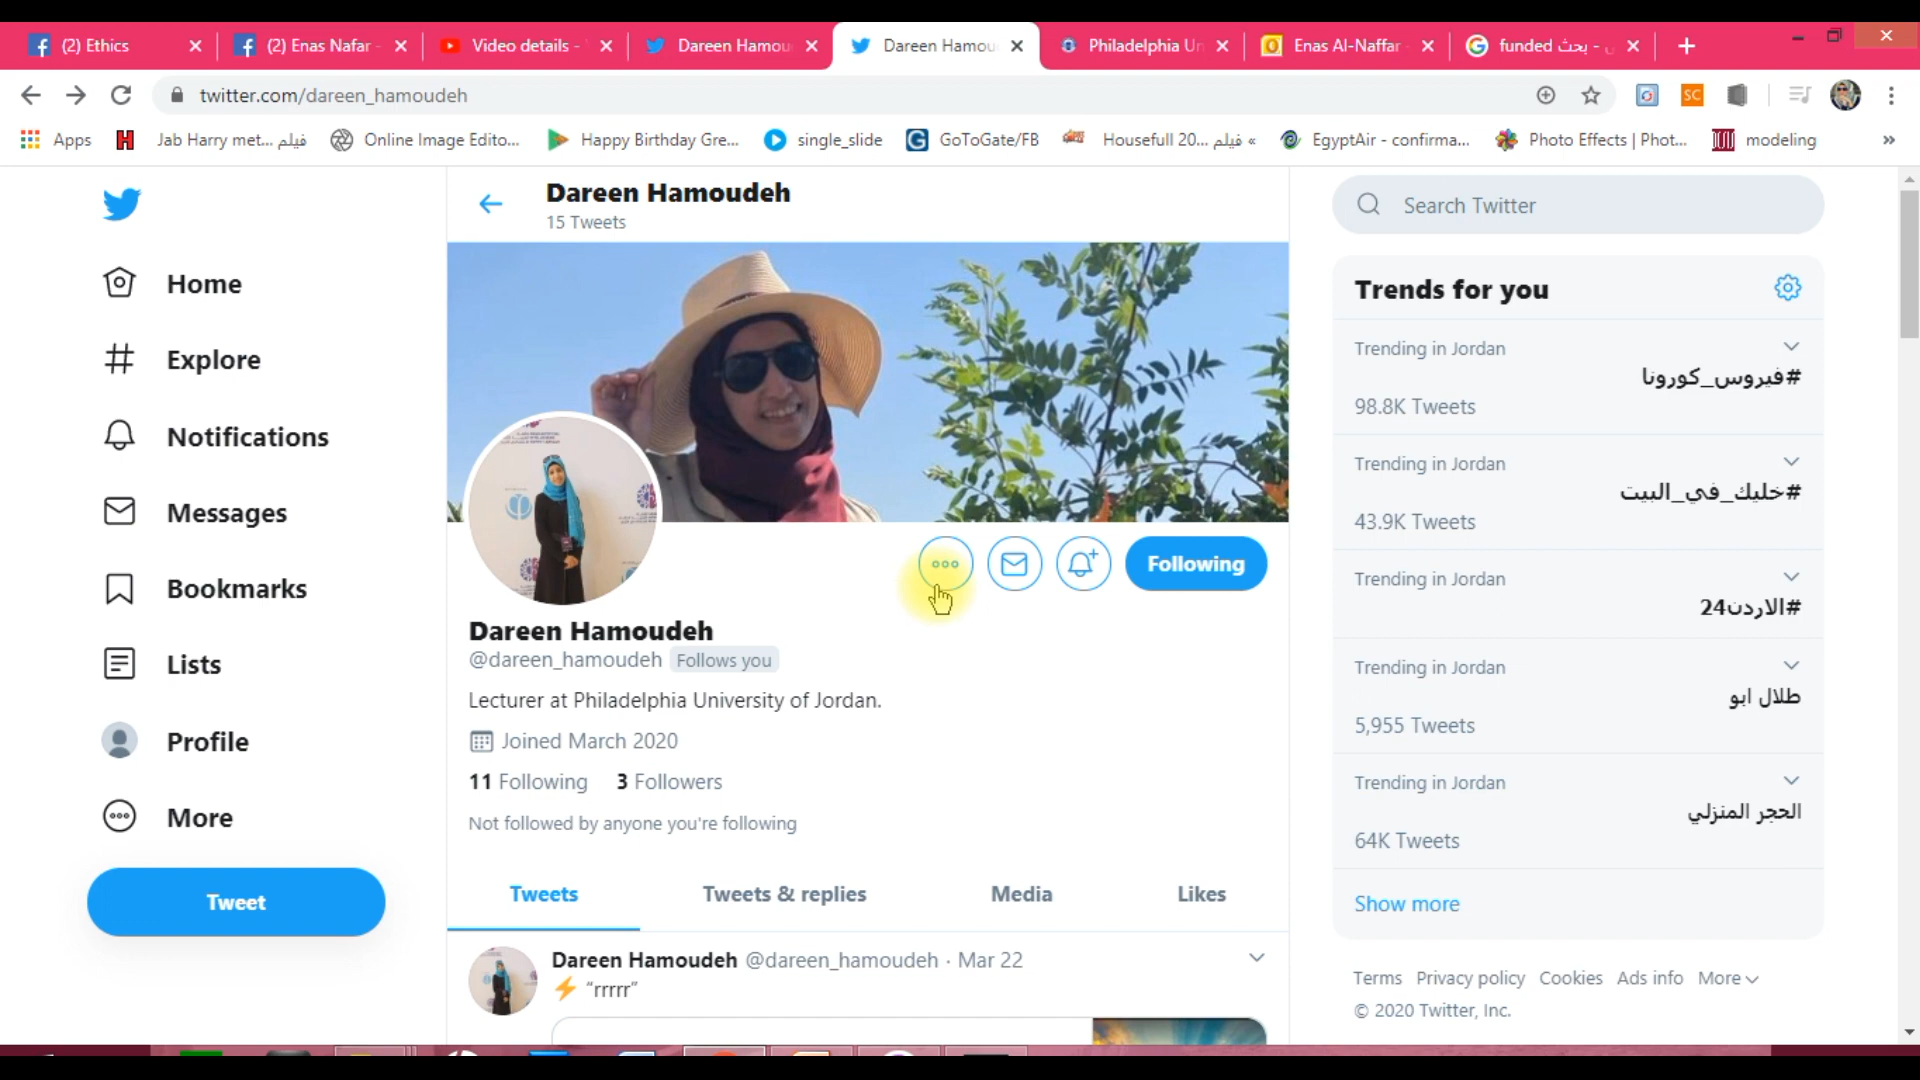 (2) Ethics
(2) Enas Nafar -
Video details -
Dareen Hamou
Dareen Hamou
Philadelphia Un
Enas Al-Naffar
funded بحث -
twitter.com/dareen_hamoudeh
SC
Apps
Jab Harry met... فيلم
Online Image Edito...
Happy Birthday Gre...
single_slide
GoToGate/FB
Housefull 20... فيلم »
EgyptAir - confirma...
Photo Effects | Phot...
modeling
Home
Explore
Notifications
Messages
Bookmarks
Lists
Profile
More
Tweet
Dareen Hamoudeh
15 Tweets
Following
Dareen Hamoudeh
@dareen_hamoudeh Follows you
Lecturer at Philadelphia University of Jordan.
Joined March 2020
11 Following 3 Followers
Not followed by anyone you're following
Tweets
Tweets & replies
Media
Likes
Dareen Hamoudeh @dareen_hamoudeh · Mar 22
⚡ "rrrrr"
Search Twitter
Trends for you
Trending in Jordan
#فيروس_كورونا
98.8K Tweets
Trending in Jordan
#خليك_في_البيت
43.9K Tweets
Trending in Jordan
#الاردن24
Trending in Jordan
طلال ابو
5,955 Tweets
Trending in Jordan
الحجر المنزلي
64K Tweets
Show more
Terms Privacy policy Cookies Ads info More
© 2020 Twitter, Inc.